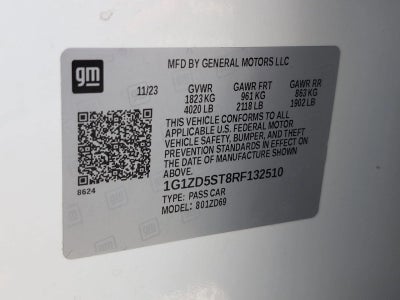 gm
MFD BY GENERAL MOTORS LLC
11/23 GVWR GAWR FRT GAWR RR
1823 KG 961 KG 863 KG
4020 LB 2118 LB 1902 LB
THIS VEHICLE CONFORMS TO ALL
APPLICABLE U.S. FEDERAL MOTOR
VEHICLE SAFETY, BUMPER, AND THEFT
PREVENTION STANDARDS IN EFFECT ON
THE DATE OF MANUFACTURE SHOWN
ABOVE.
8624
1G1ZD5ST8RF132510
TYPE: PASS CAR
MODEL: 801ZD69